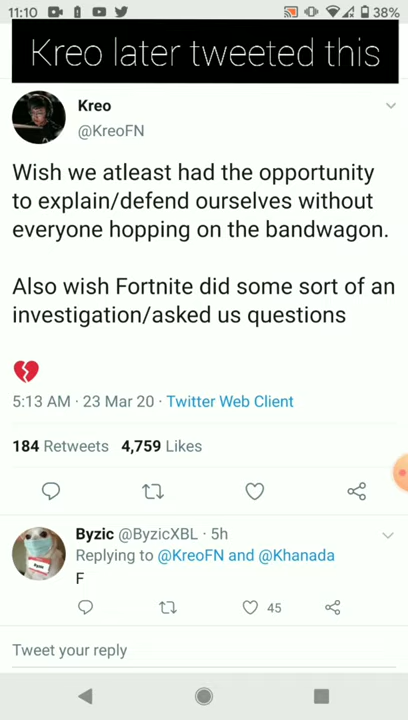 11:10 38%
Kreo later tweeted this
Kreo
@KreoFN
Wish we atleast had the opportunity
to explain/defend ourselves without
everyone hopping on the bandwagon.
Also wish Fortnite did some sort of an
investigation/asked us questions
💔
5:13 AM · 23 Mar 20 · Twitter Web Client
184 Retweets 4,759 Likes
Byzic @ByzicXBL · 5h
Replying to @KreoFN and @Khanada
F
45
Tweet your reply